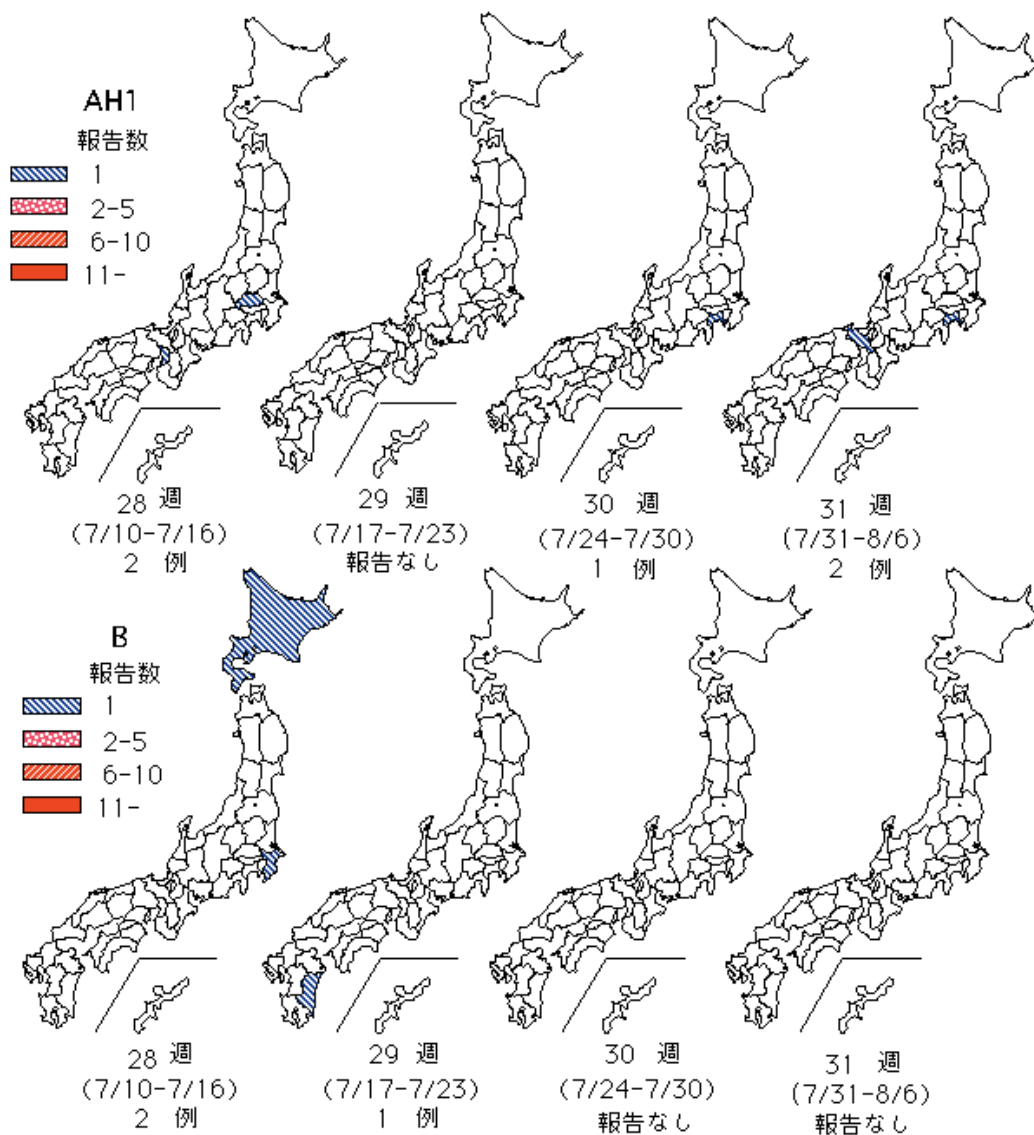 AH1
報告数
1
2-5
6-10
11-
28 週
(7/10-7/16)
2 例
29 週
(7/17-7/23)
報告なし
30 週
(7/24-7/30)
1 例
31 週
(7/31-8/6)
2 例
B
報告数
1
2-5
6-10
11-
28 週
(7/10-7/16)
2 例
29 週
(7/17-7/23)
1 例
30 週
(7/24-7/30)
報告なし
31 週
(7/31-8/6)
報告なし